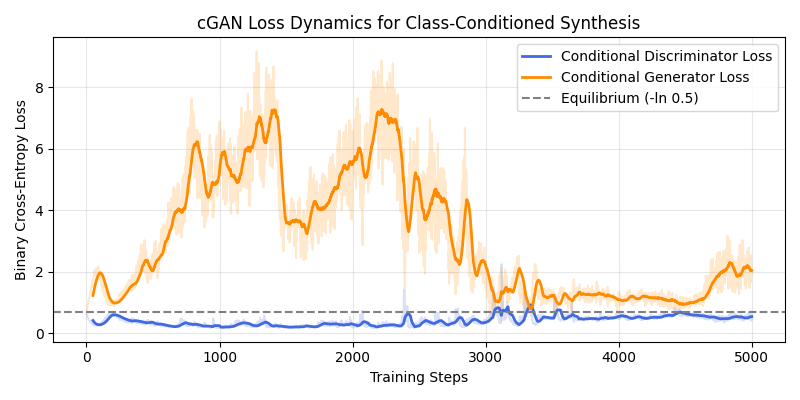 cGAN Loss Dynamics for Class-Conditioned Synthesis
Conditional Discriminator Loss
Conditional Generator Loss
Equilibrium (-ln 0.5)
Binary Cross-Entropy Loss
8
6
4
2
0
0 1000 2000 3000 4000 5000
Training Steps